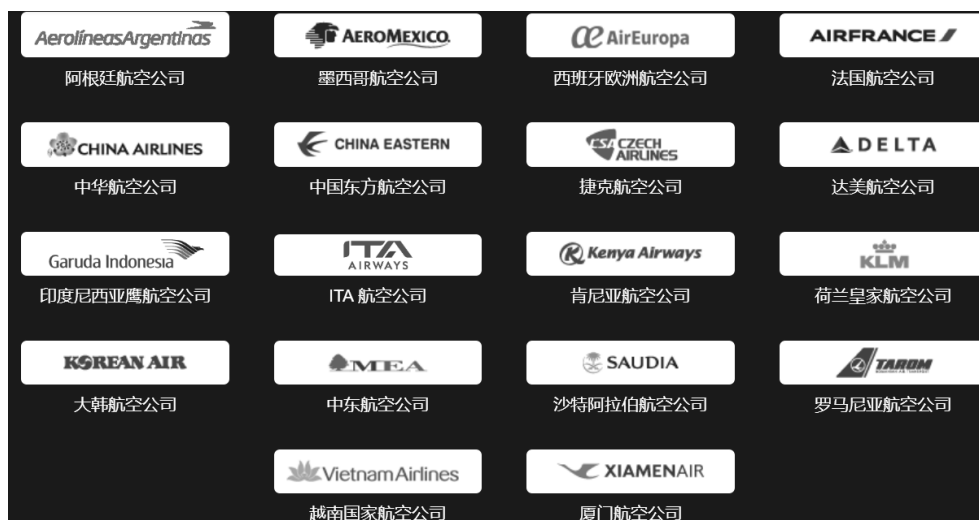 AerolíneasArgentinas
AEROMEXICO.
AirEuropa
AIRFRANCE
阿根廷航空公司
墨西哥航空公司
西班牙欧洲航空公司
法国航空公司
CHINA AIRLINES
CHINA EASTERN
CSA CZECH AIRLINES
DELTA
中华航空公司
中国东方航空公司
捷克航空公司
达美航空公司
Garuda Indonesia
ITA AIRWAYS
Kenya Airways
KLM
印度尼西亚鹰航空公司
ITA 航空公司
肯尼亚航空公司
荷兰皇家航空公司
KOREAN AIR
MEA
SAUDIA
TAROM
大韩航空公司
中东航空公司
沙特阿拉伯航空公司
罗马尼亚航空公司
Vietnam Airlines
XIAMENAIR
越南国家航空公司
厦门航空公司